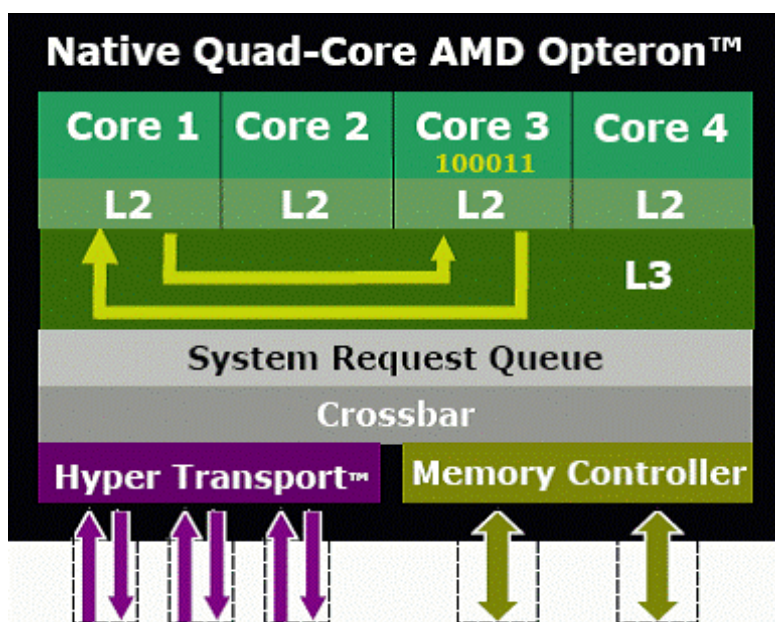 Native Quad-Core AMD Opteron™
Core 1 Core 2 Core 3 Core 4
100011
L2 L2 L2 L2
L3
System Request Queue
Crossbar
Hyper Transport™ Memory Controller